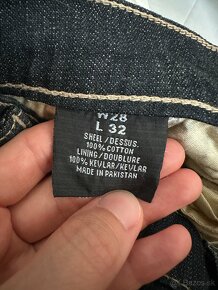 W28
L 32
SHELL/DESSUS.
100% COTTON
LINING/DOUBLURE
100% KEVLAR/KEVLAR
MADE IN PAKISTAN
bazos.sk